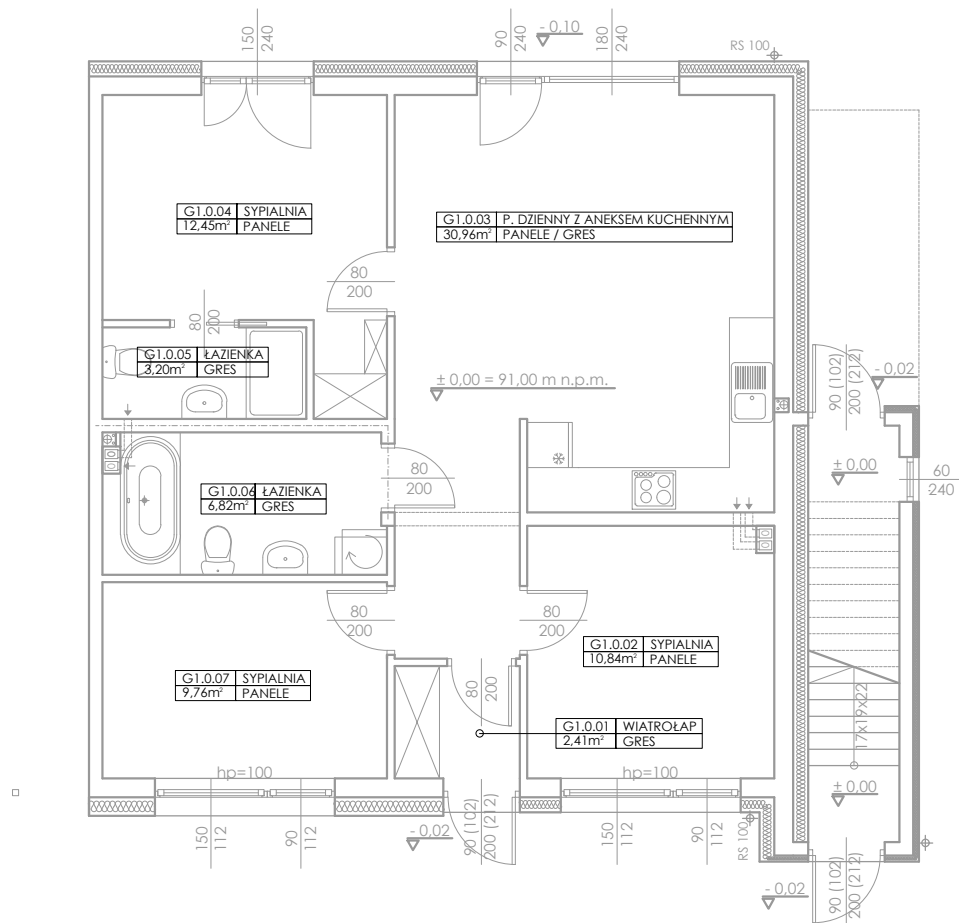 150
240
90
240
- 0,10
180
240
RS 100
G1.0.04 SYPIALNIA
12,45m² PANELE
G1.0.03 P. DZIENNY Z ANEKSEM KUCHENNYM
30,96m² PANELE / GRES
80
200
80
200
G1.0.05 ŁAZIENKA
3,20m² GRES
± 0,00 = 91,00 m n.p.m.
90 (102)
200 (212)
- 0,02
80
200
± 0,00
60
240
G1.0.06 ŁAZIENKA
6,82m² GRES
80
200
80
200
G1.0.02 SYPIALNIA
10,84m² PANELE
G1.0.07 SYPIALNIA
9,76m² PANELE
80
200
17x19x22
G1.0.01 WIATROŁAP
2,41m² GRES
hp=100
hp=100
± 0,00
150
112
90
112
- 0,02
90 (102)
200 (212)
150
112
90
112
RS 100
- 0,02
90 (102)
200 (212)